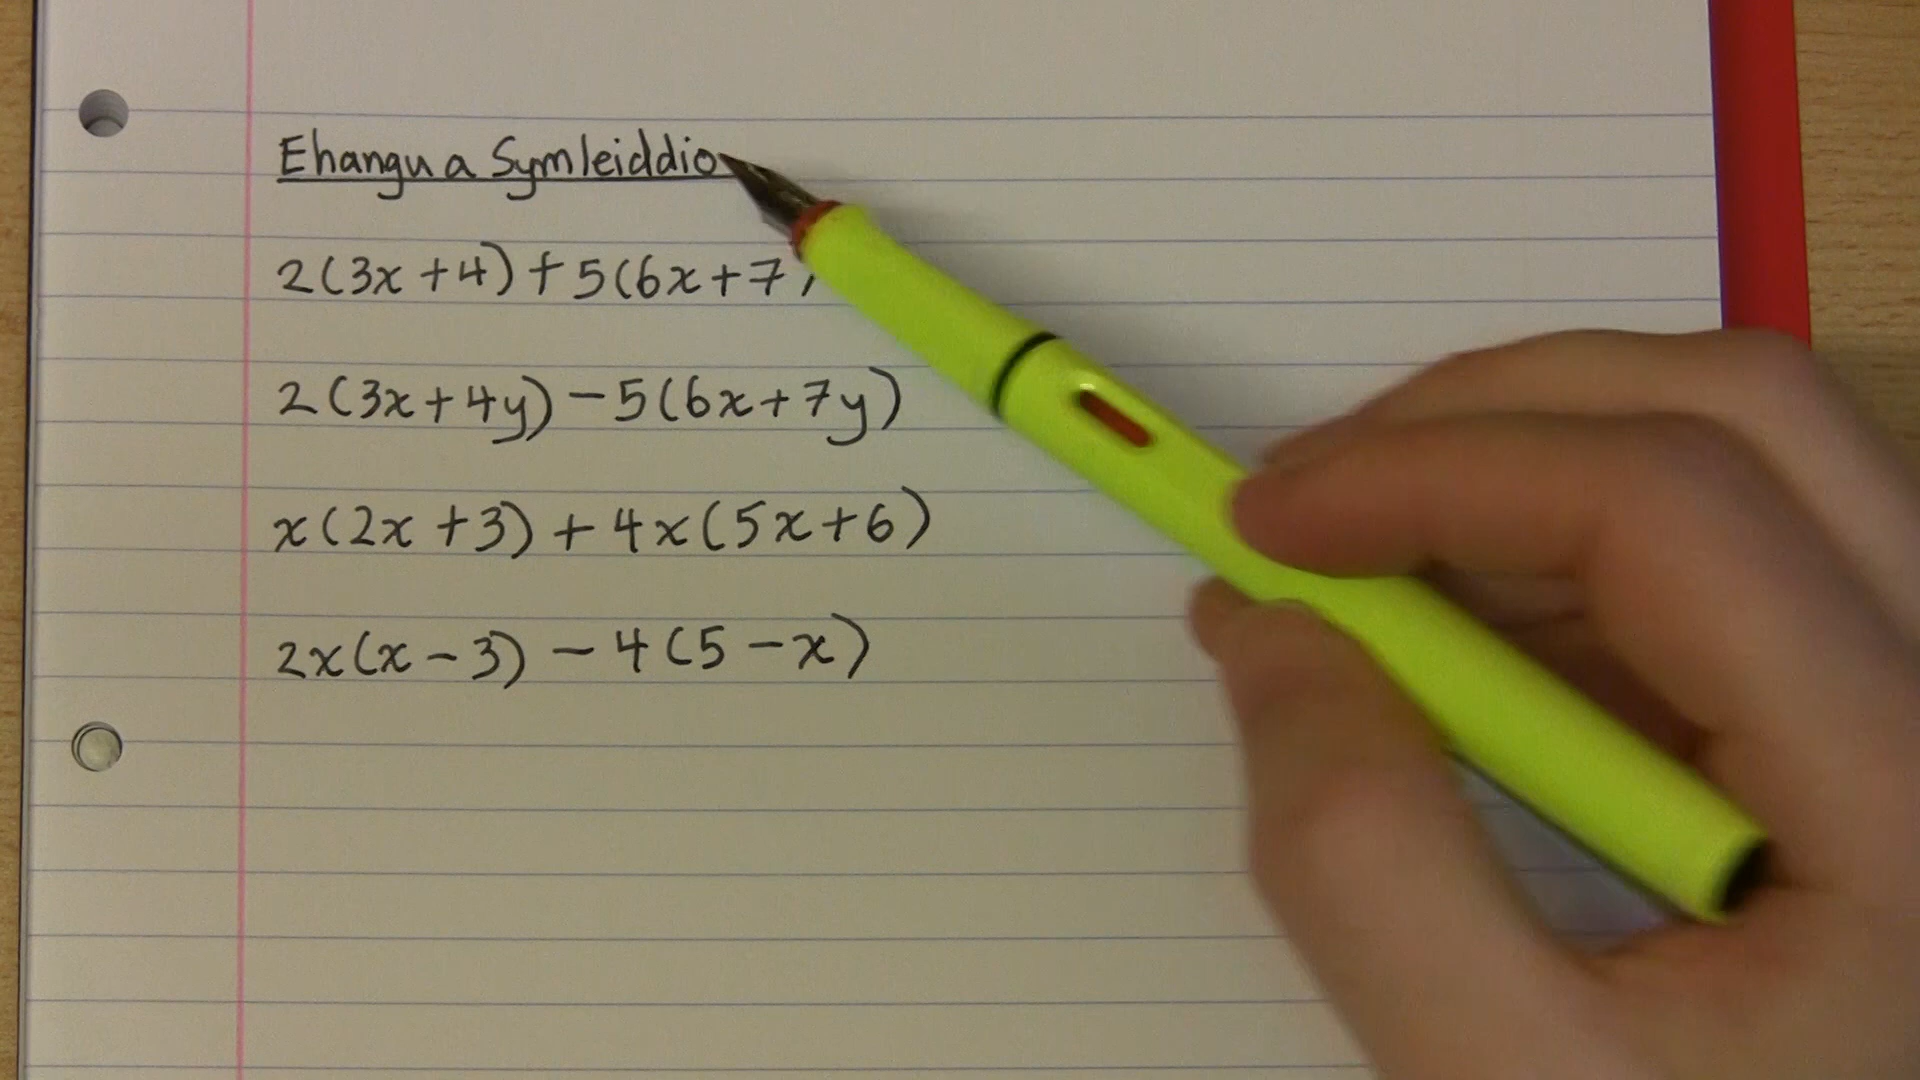 Ehangu a Symleiddio
2(3x+4)+5(6x+7)
2(3x+4y)-5(6x+7y)
x(2x+3)+4x(5x+6)
2x(x-3)-4(5-x)